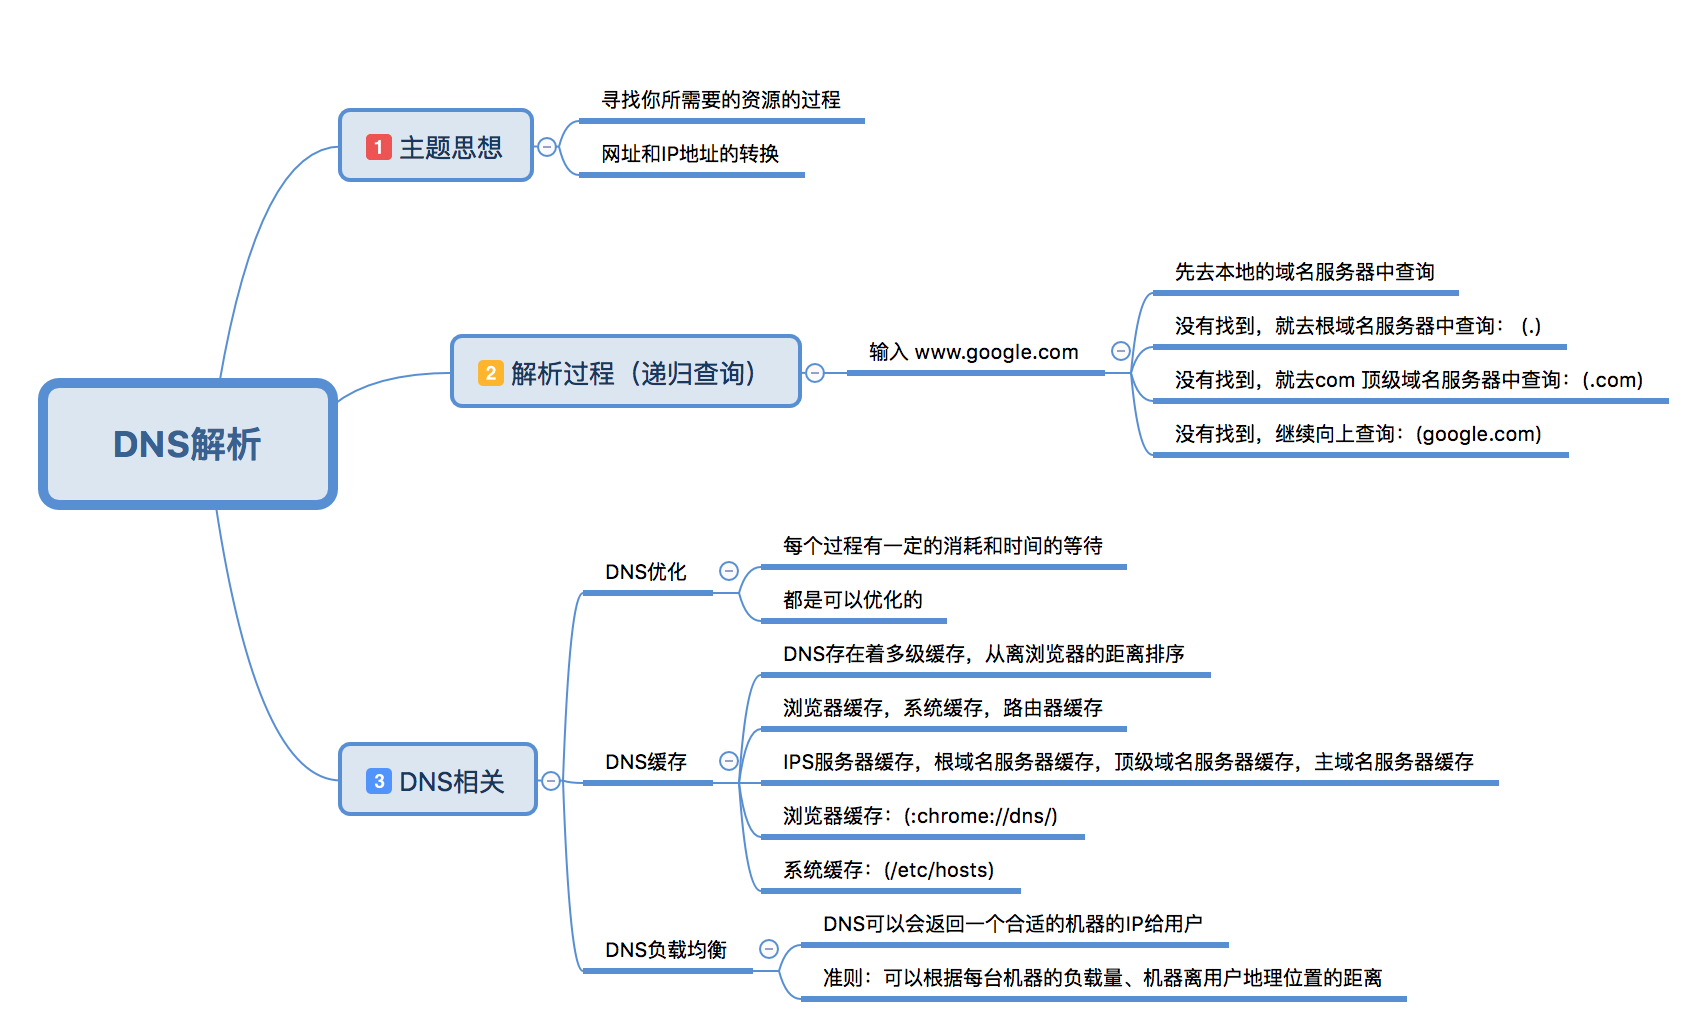 寻找你所需要的资源的过程
1 主题思想
网址和IP地址的转换
先去本地的域名服务器中查询
没有找到，就去根域名服务器中查询： (.)
输入 www.google.com
2 解析过程（递归查询）
没有找到，就去com 顶级域名服务器中查询：(.com)
没有找到，继续向上查询：(google.com)
DNS解析
每个过程有一定的消耗和时间的等待
DNS优化
都是可以优化的
DNS存在着多级缓存，从离浏览器的距离排序
浏览器缓存，系统缓存，路由器缓存
DNS缓存
IPS服务器缓存，根域名服务器缓存，顶级域名服务器缓存，主域名服务器缓存
3 DNS相关
浏览器缓存：(:chrome://dns/)
系统缓存：(/etc/hosts)
DNS可以会返回一个合适的机器的IP给用户
DNS负载均衡
准则：可以根据每台机器的负载量、机器离用户地理位置的距离